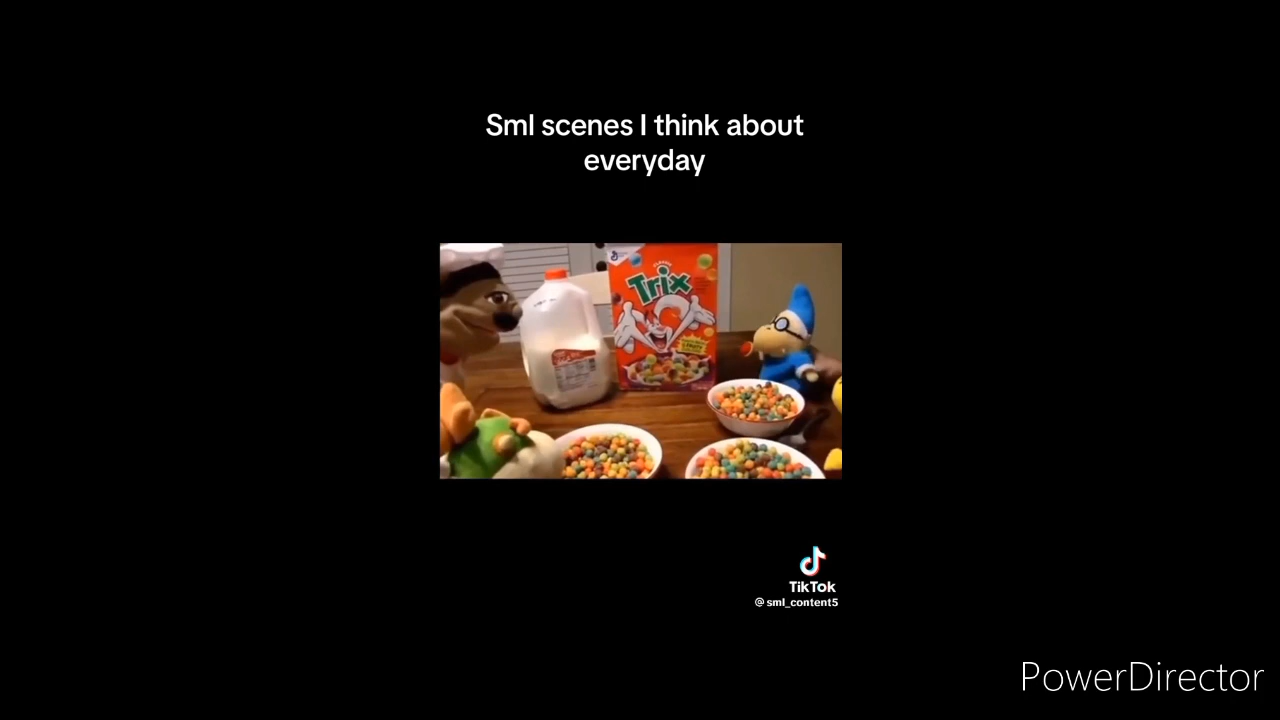 Sml scenes I think about
everyday
Trix
TikTok
@ sml_content5
PowerDirector